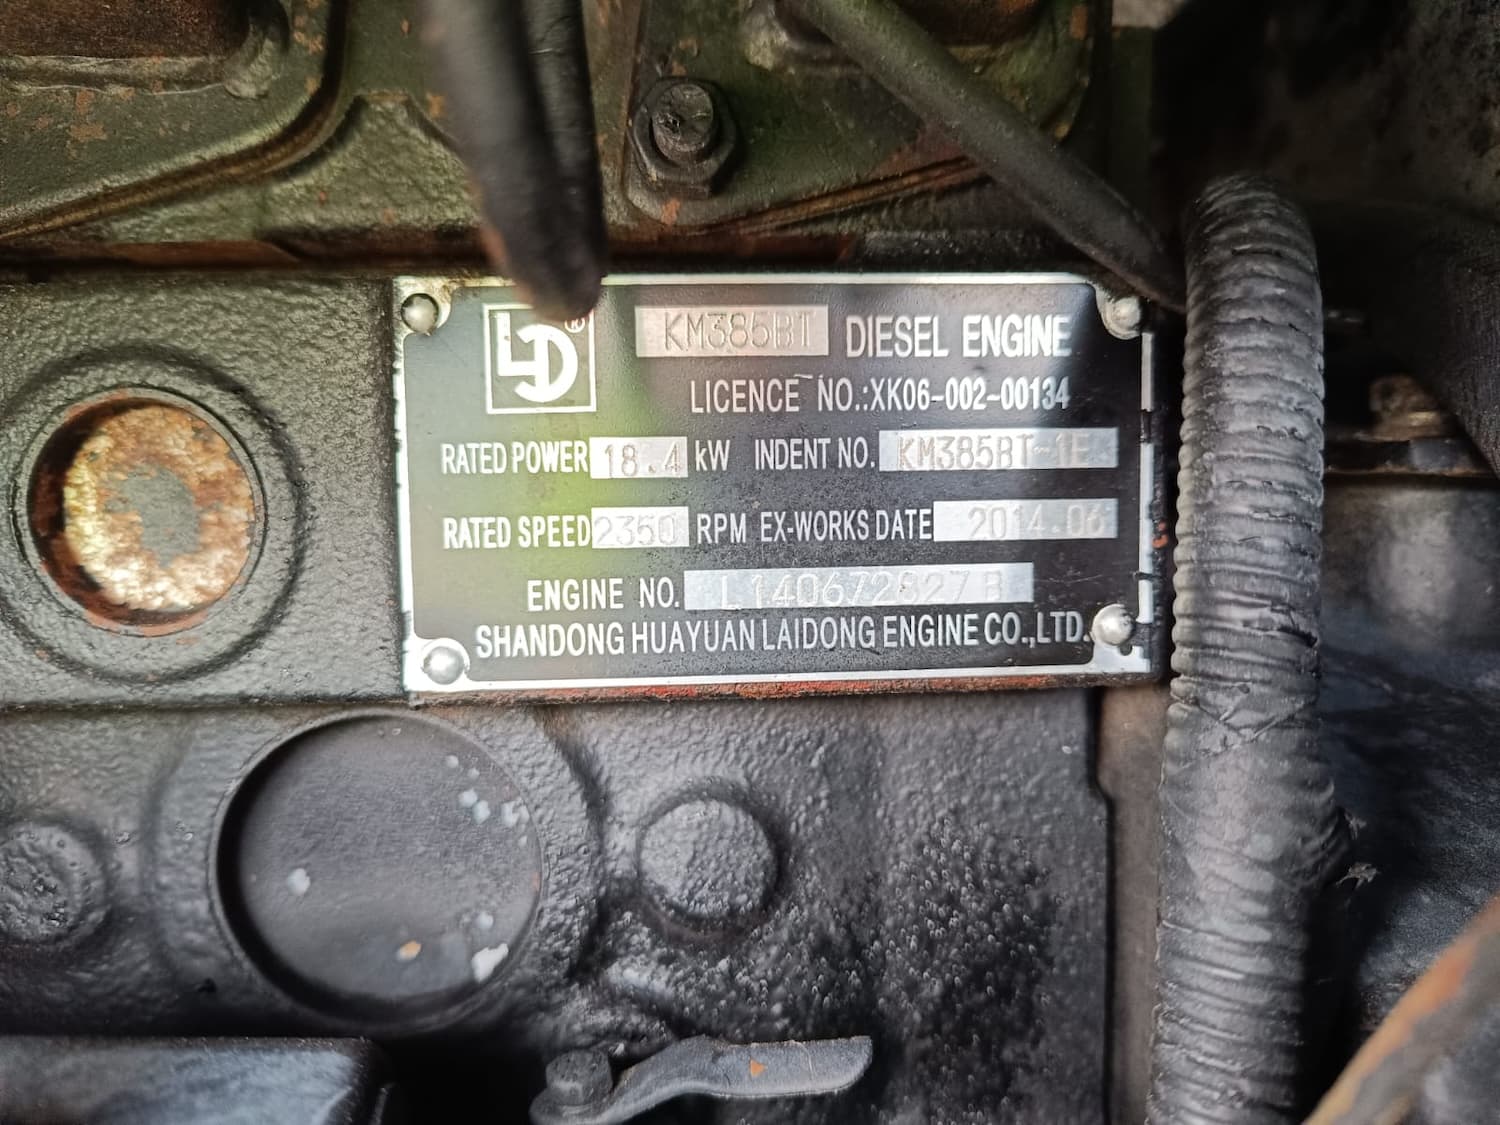 LD ® KM385BT DIESEL ENGINE
LICENCE NO.:XK06-002-00134
RATED POWER 18.4 kW INDENT NO. KM385BT-1E
RATED SPEED 2350 RPM EX-WORKS DATE 2014.06
ENGINE NO. L140672827B
SHANDONG HUAYUAN LAIDONG ENGINE CO.,LTD.